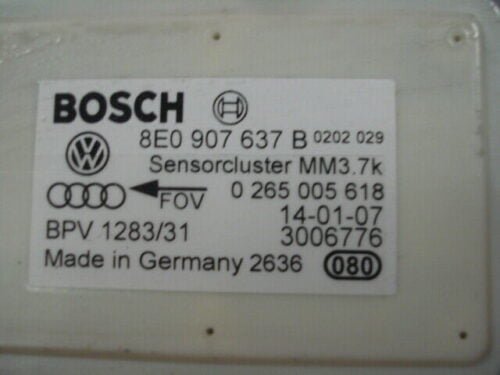 BOSCH
8E0 907 637 B 0202 029
Sensorcluster MM3.7k
FOV 0 265 005 618
14-01-07
BPV 1283/31 3006776
Made in Germany 2636 080